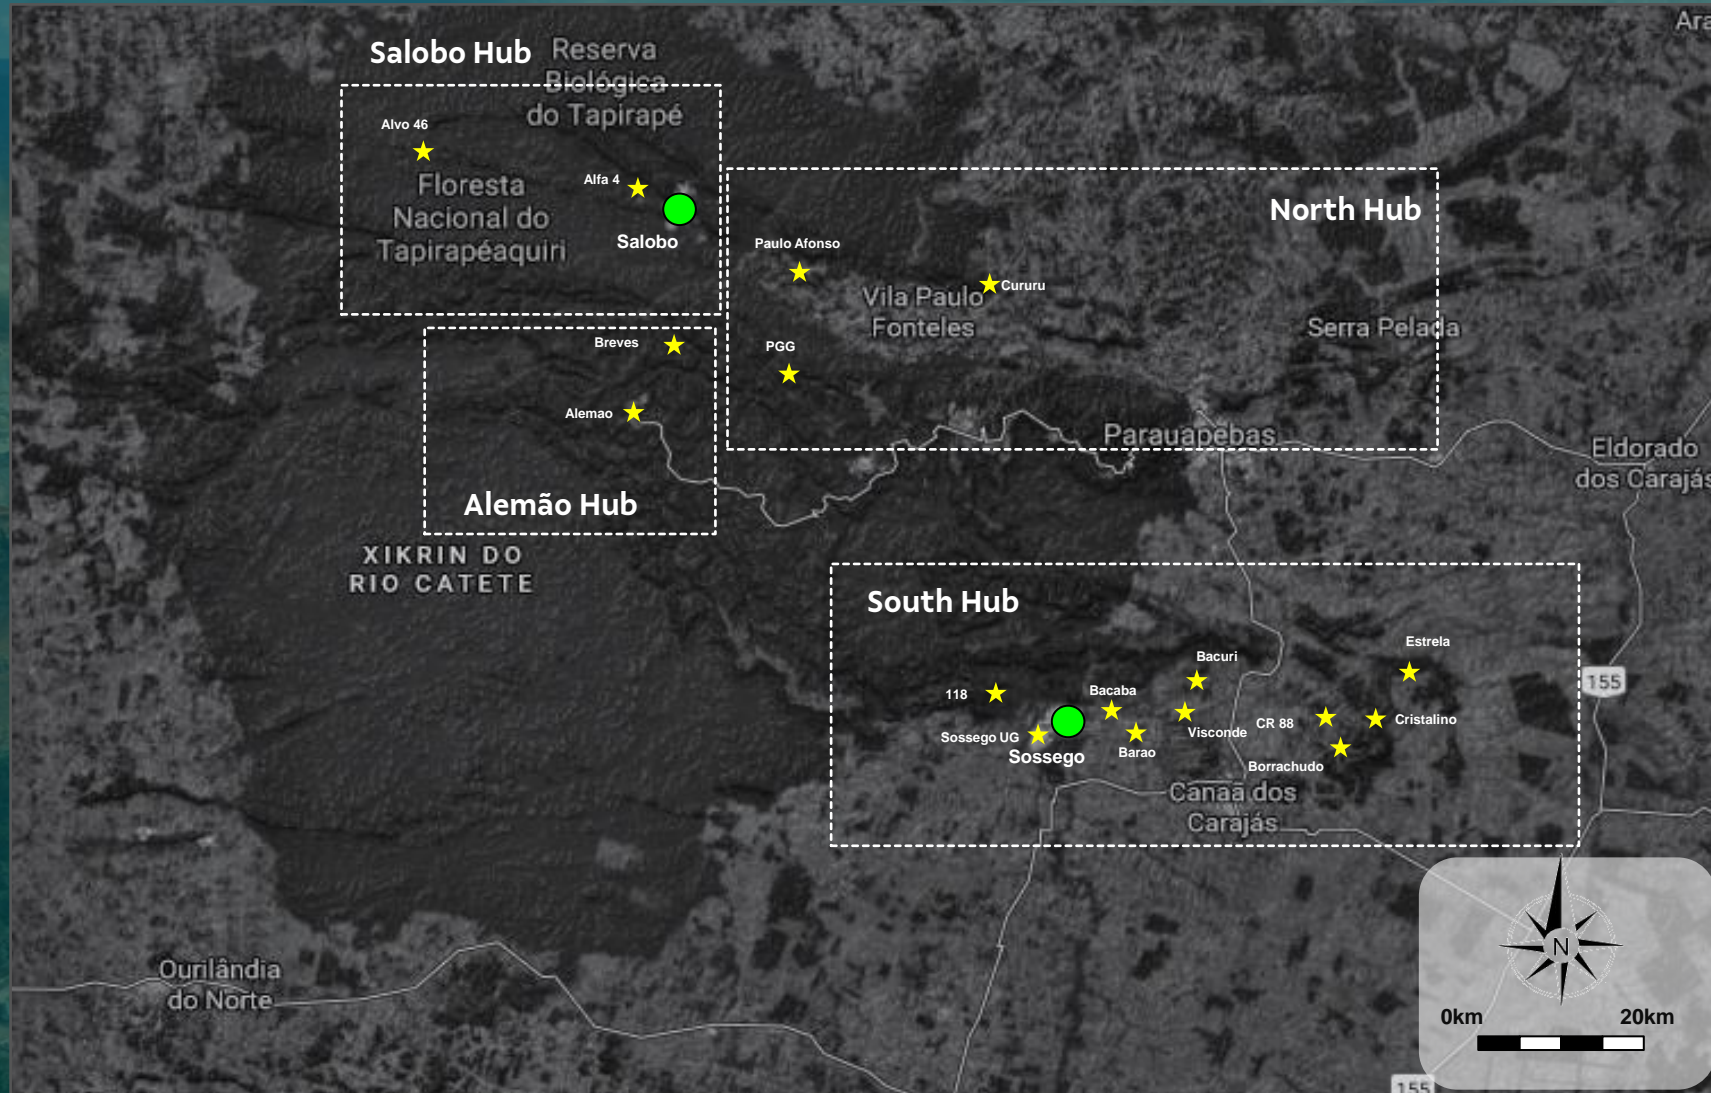 Ara
Salobo Hub
Reserva
Biológica
do Tapirapé
Alvo 46
Alfa 4
Floresta
Nacional do
Tapirapéaquiri
Salobo
North Hub
Paulo Afonso
Cururu
Vila Paulo
Fonteles
Serra Pelada
Breves
PGG
Alemao
Parauapebas
Eldorado
dos Carajás
Alemão Hub
XIKRIN DO
RIO CATETE
South Hub
Estrela
Bacuri
155
118
Bacaba
CR 88
Cristalino
Visconde
Sossego UG
Barao
Sossego
Borrachudo
Canaã dos
Carajás
N
Ourilândia
do Norte
0km 20km
155